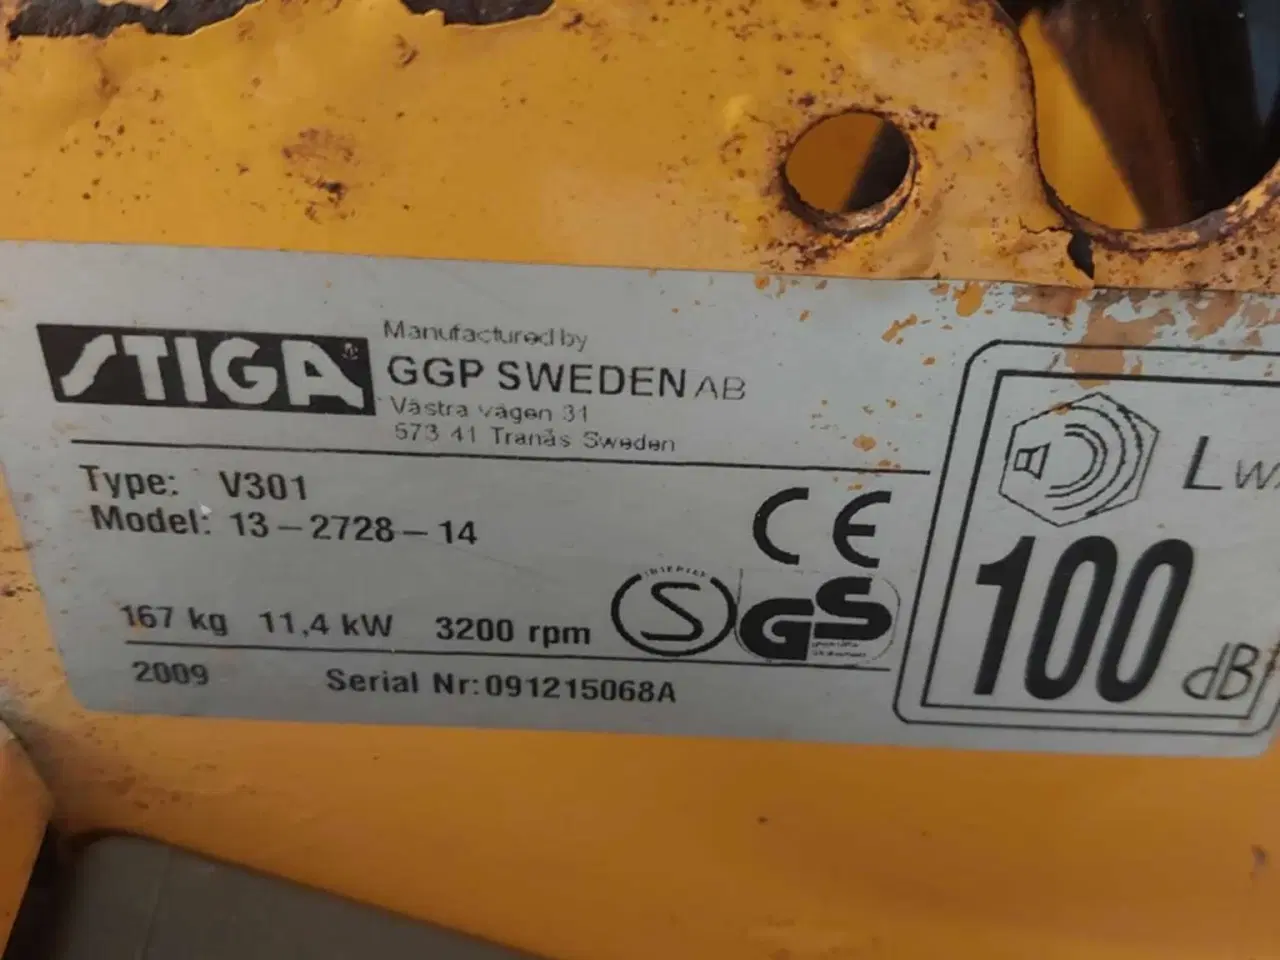 STIGA
Manufactured by
GGP SWEDEN AB
Västra vägen 31
573 41 Tranås Sweden
Type: V301
Model: 13-2728-14
167 kg 11,4 kW 3200 rpm
2009 Serial Nr:091215068A
CE
INTERTEK
S
GS
LW
100
dB